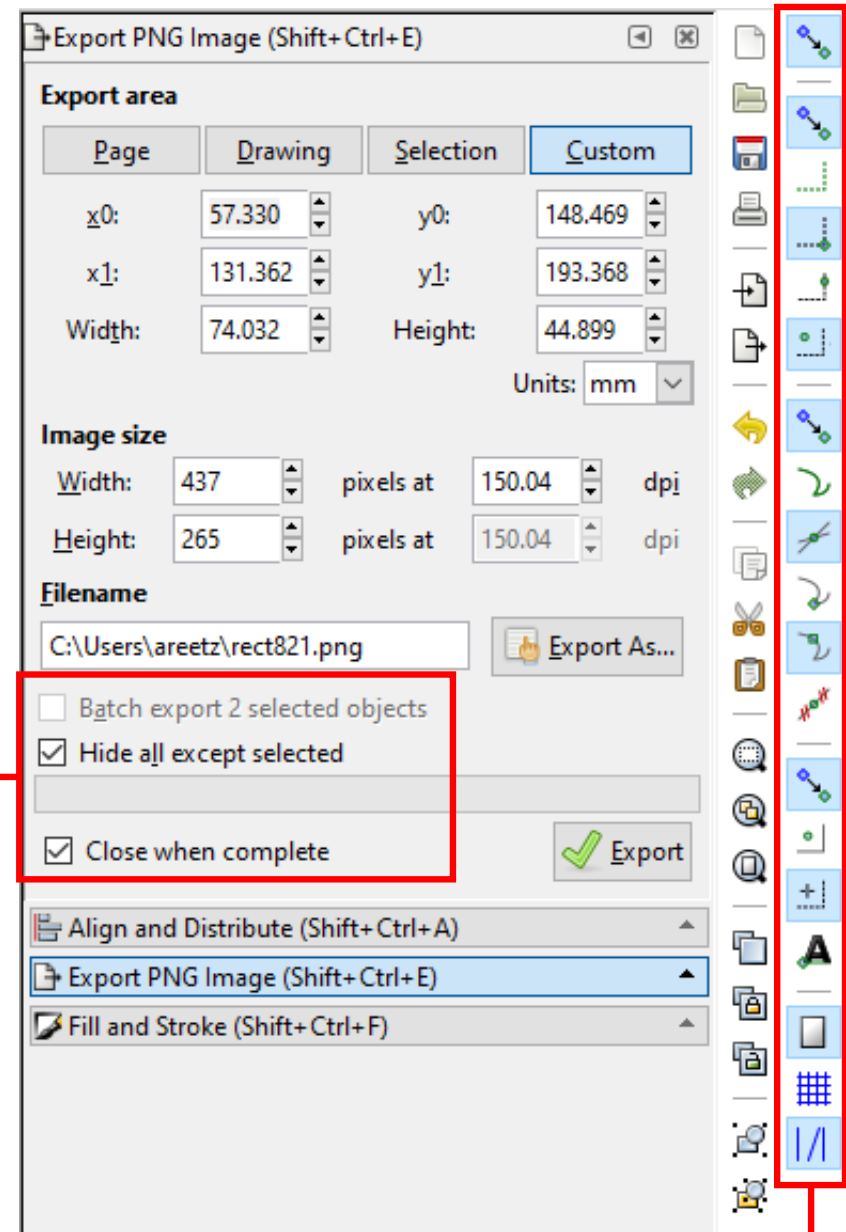 Export PNG Image (Shift+Ctrl+E)
Export area
Page Drawing Selection Custom
x0: 57.330 y0: 148.469
x1: 131.362 y1: 193.368
Width: 74.032 Height: 44.899
Units: mm
Image size
Width: 437 pixels at 150.04 dpi
Height: 265 pixels at 150.04 dpi
Filename
C:\Users\areetz\rect821.png Export As...
Batch export 2 selected objects
Hide all except selected
Close when complete Export
Align and Distribute (Shift+Ctrl+A)
Export PNG Image (Shift+Ctrl+E)
Fill and Stroke (Shift+Ctrl+F)